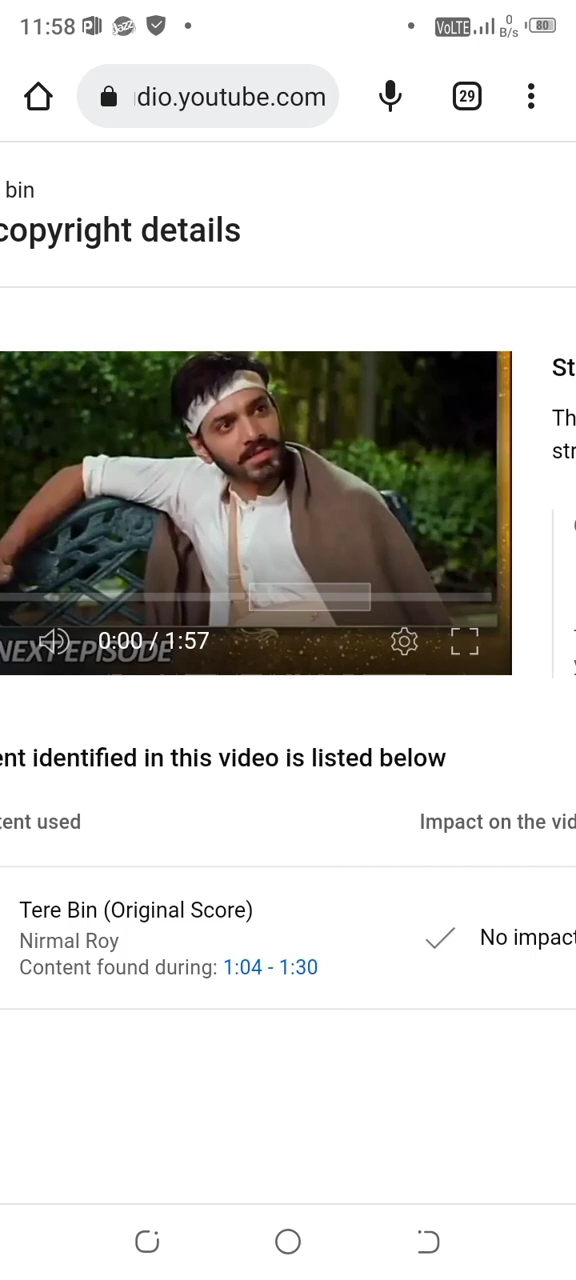 11:58
VoLTE
0
B/s
80
dio.youtube.com
29
bin
copyright details
NEXT EPISODE
0:00 / 1:57
St
Th
str
ent identified in this video is listed below
tent used
Impact on the vid
Tere Bin (Original Score)
Nirmal Roy
No impact
Content found during: 1:04 - 1:30